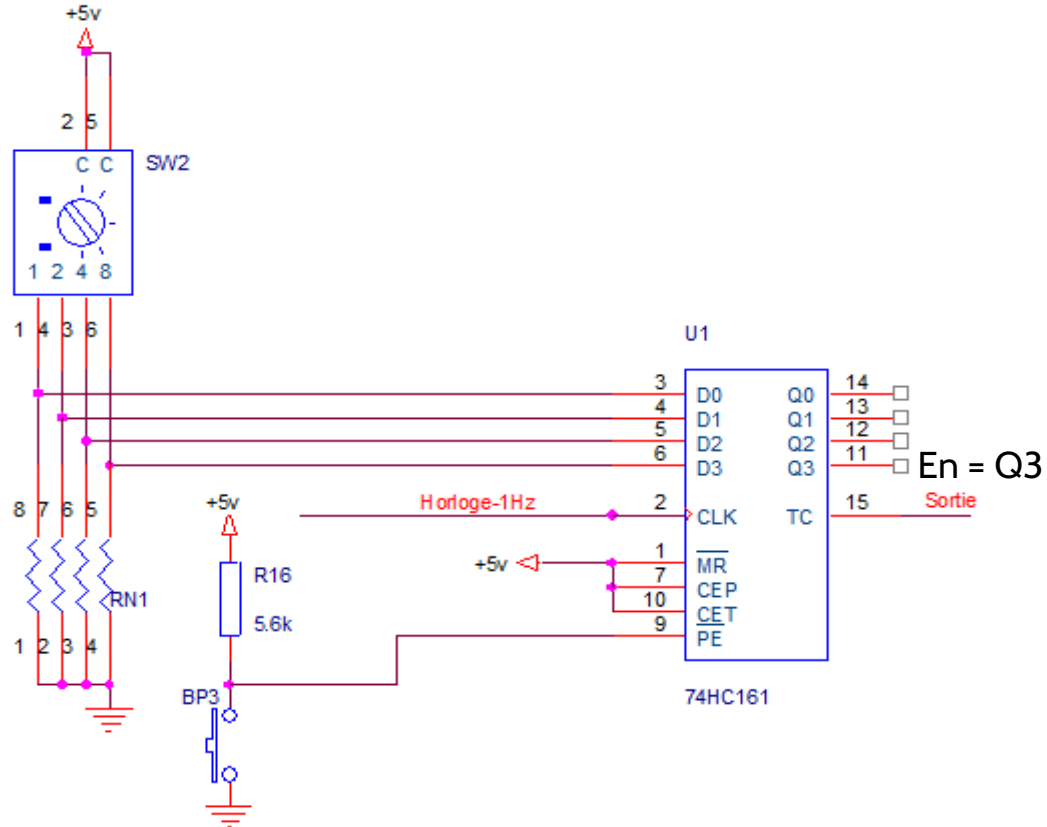 +5v
2 5
C C
SW2
1 2 4 8
1 4 3 6
U1
3 D0 Q0 14
4 D1 Q1 13
5 D2 Q2 12
6 D3 Q3 11
En = Q3
8 7 6 5
+5v
Horloge-1Hz
2 CLK TC 15
Sortie
+5v
1 MR
7 CEP
10 CET
9 PE
R16
5.6k
RN1
1 2 3 4
BP3
74HC161